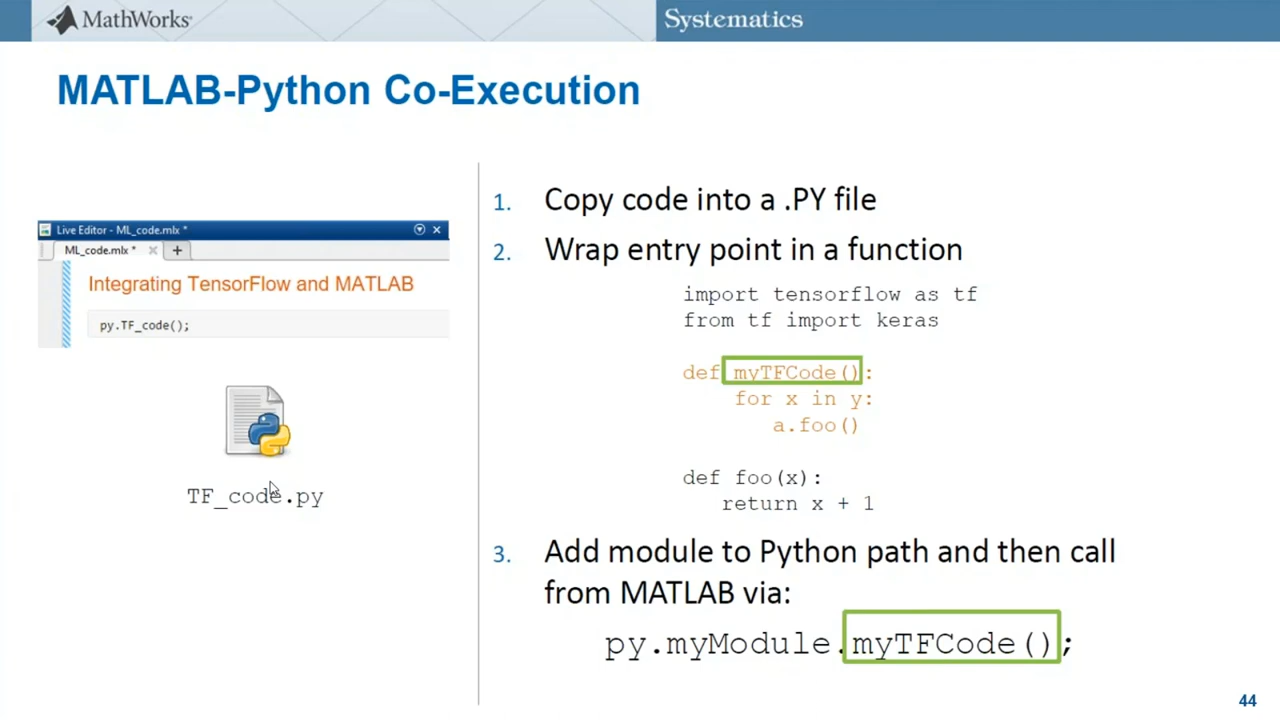 MathWorks
Systematics
MATLAB-Python Co-Execution
Live Editor - ML_code.mlx *
ML_code.mlx *
Integrating TensorFlow and MATLAB
py.TF_code();
TF_code.py
1. Copy code into a .PY file
2. Wrap entry point in a function
import tensorflow as tf
from tf import keras
def myTFCode():
for x in y:
a.foo()
def foo(x):
return x + 1
3. Add module to Python path and then call
from MATLAB via:
py.myModule.myTFCode();
44